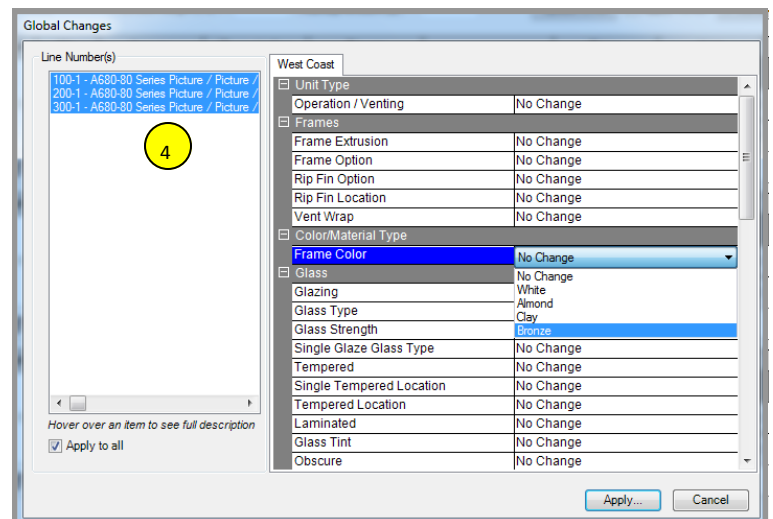 Global Changes
Line Number(s)
100-1 - A680-80 Series Picture / Picture /
200-1 - A680-80 Series Picture / Picture /
300-1 - A680-80 Series Picture / Picture /
4
Hover over an item to see full description
Apply to all
West Coast
Unit Type
Operation / Venting No Change
Frames
Frame Extrusion No Change
Frame Option No Change
Rip Fin Option No Change
Rip Fin Location No Change
Vent Wrap No Change
Color/Material Type
Frame Color No Change
No Change
White
Almond
Clay
Bronze
Glass
Glazing
Glass Type
Glass Strength
Single Glaze Glass Type No Change
Tempered No Change
Single Tempered Location No Change
Tempered Location No Change
Laminated No Change
Glass Tint No Change
Obscure No Change
Apply... Cancel